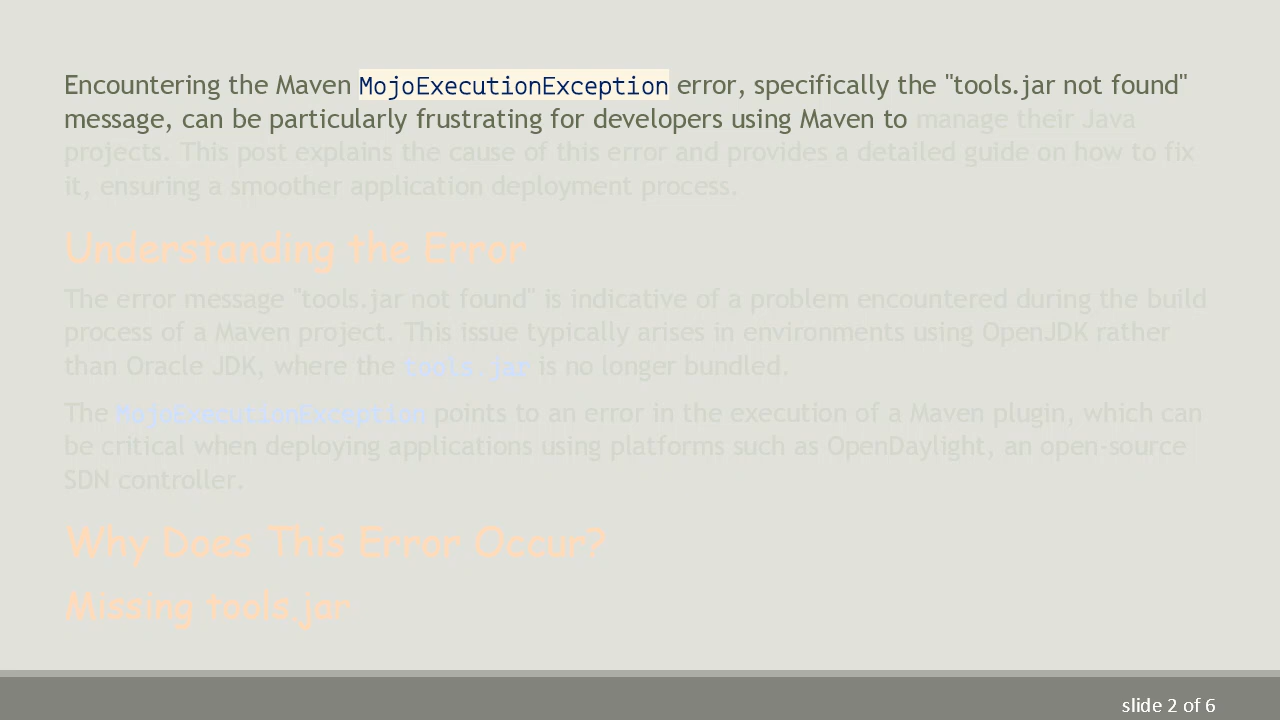 Encountering the Maven MojoExecutionException error, specifically the "tools.jar not found"
message, can be particularly frustrating for developers using Maven to manage their Java
projects. This post explains the cause of this error and provides a detailed guide on how to fix
it, ensuring a smoother application deployment process.
Understanding the Error
The error message "tools.jar not found" is indicative of a problem encountered during the build
process of a Maven project. This issue typically arises in environments using OpenJDK rather
than Oracle JDK, where the tools.jar is no longer bundled.
The MojoExecutionException points to an error in the execution of a Maven plugin, which can
be critical when deploying applications using platforms such as OpenDaylight, an open-source
SDN controller.
Why Does This Error Occur?
Missing tools.jar
slide 2 of 6